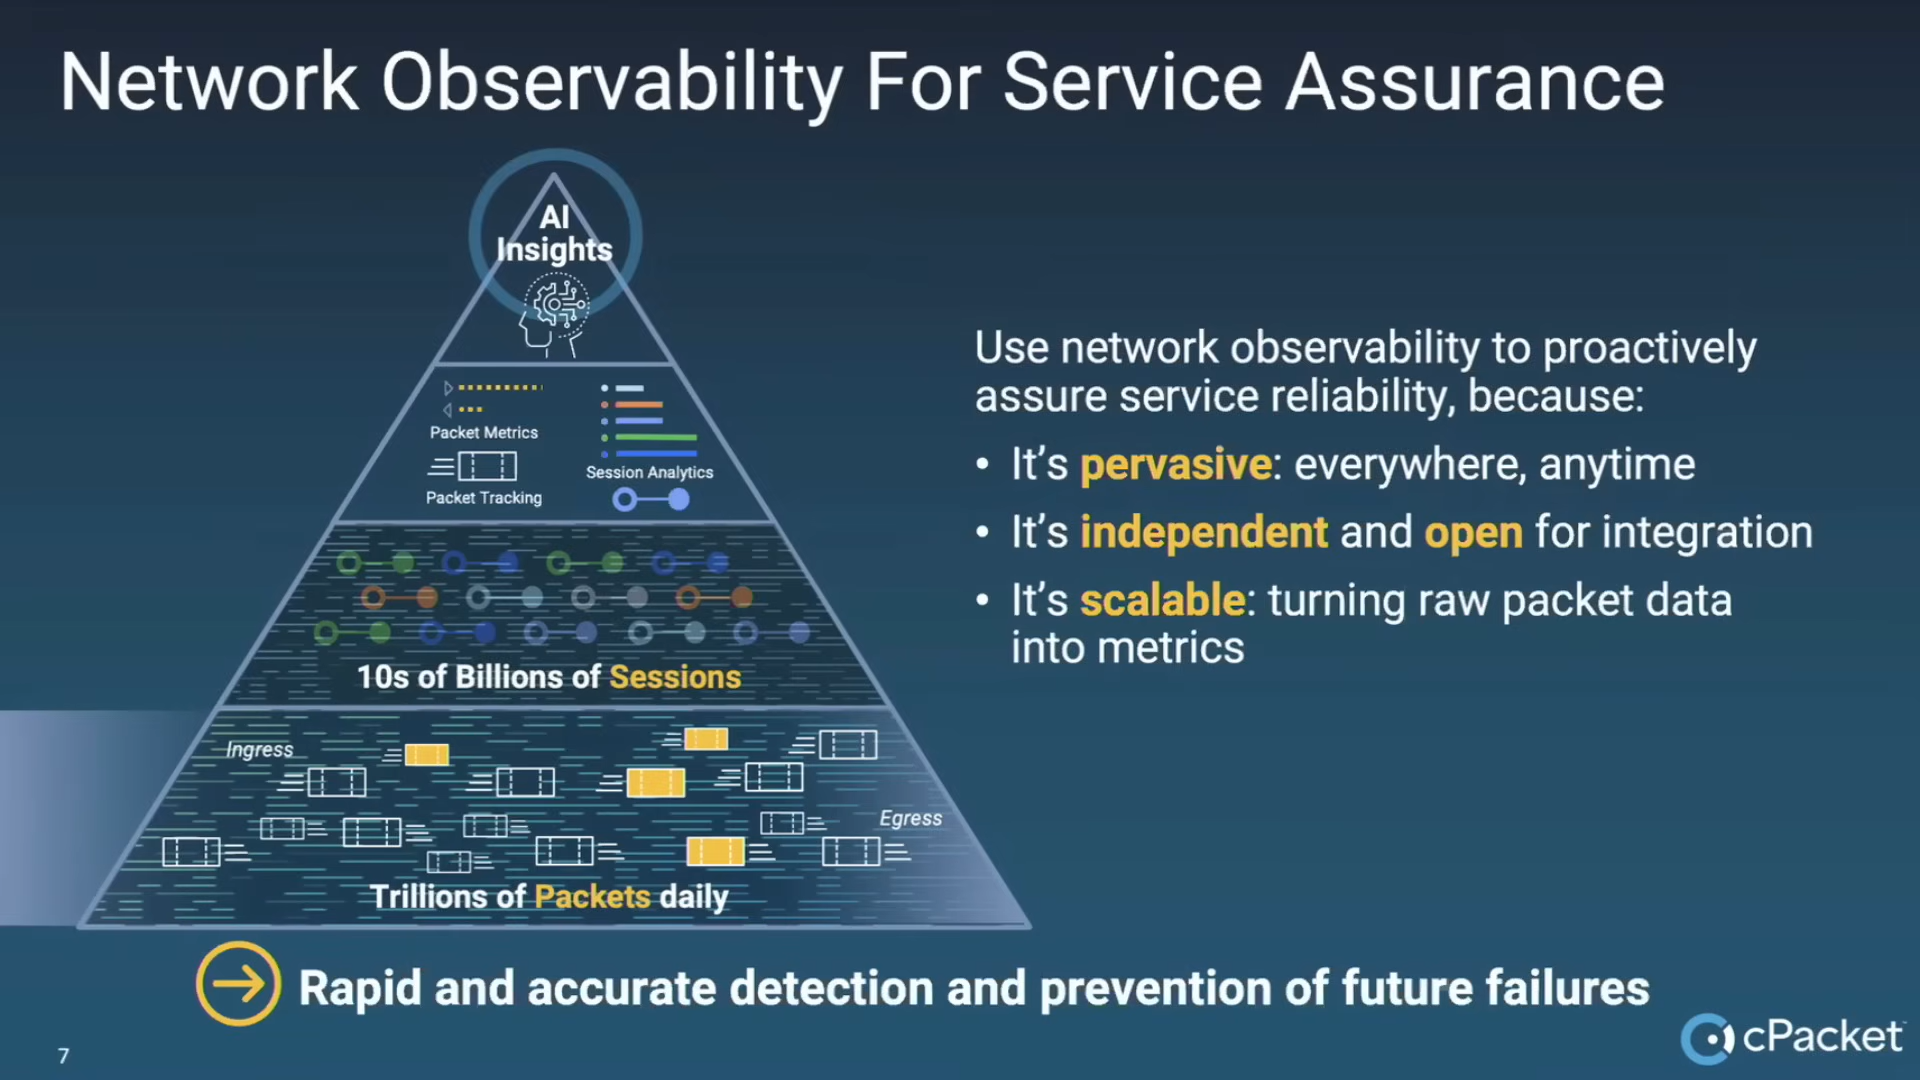 Network Observability For Service Assurance
AI
Insights
Packet Metrics
Packet Tracking
Session Analytics
10s of Billions of Sessions
Ingress
Egress
Trillions of Packets daily
Use network observability to proactively
assure service reliability, because:
• It’s pervasive: everywhere, anytime
• It’s independent and open for integration
• It’s scalable: turning raw packet data
into metrics
Rapid and accurate detection and prevention of future failures
7
cPacket